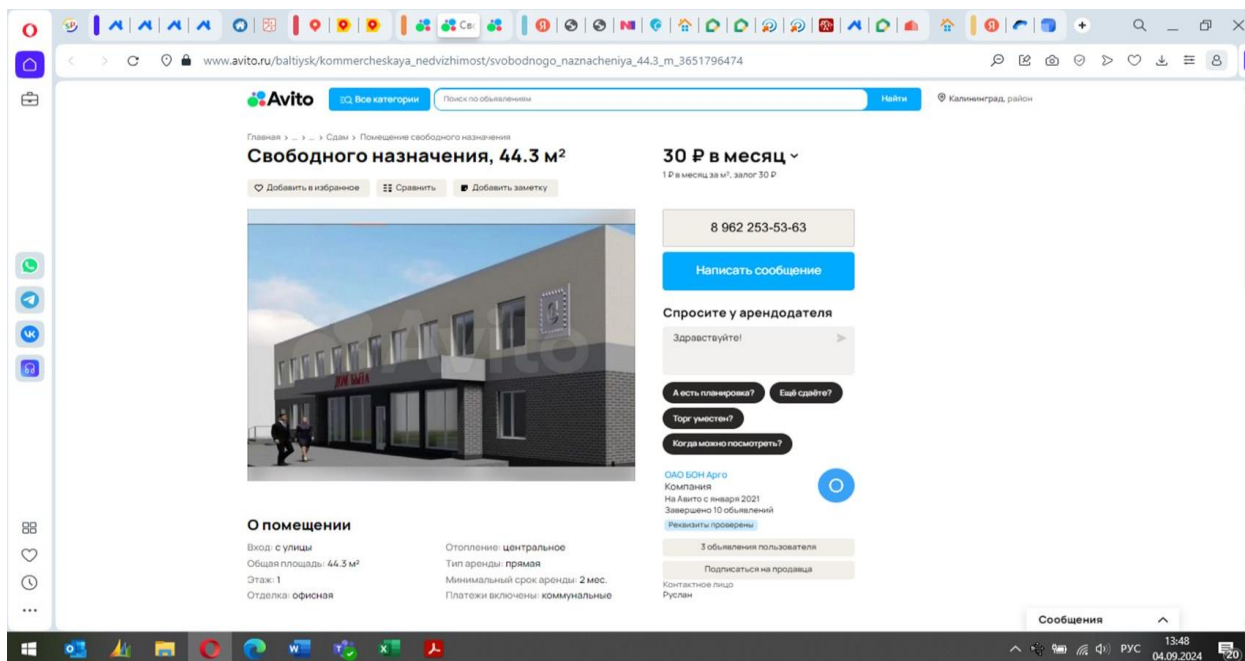 Све
www.avito.ru/baltiysk/kommercheskaya_nedvizhimost/svobodnogo_naznacheniya_44.3_m_3651796474
Avito
Все категории
Поиск по объявлениям
Найти
Калининград, район
Главная > ... > ... > Сдам > Помещение свободного назначения
Свободного назначения, 44.3 м²
30 ₽ в месяц
1 ₽ в месяц за м², залог 30 ₽
Добавить в избранное
Сравнить
Добавить заметку
Avito
ДОМ БЫТА
8 962 253-53-63
Написать сообщение
Спросите у арендодателя
Здравствуйте!
А есть планировка?
Ещё сдаёте?
Торг уместен?
Когда можно посмотреть?
ОАО БОН Арго
Компания
На Авито с января 2021
Завершено 10 объявлений
Реквизиты проверены
3 объявления пользователя
Подписаться на продавца
Контактное лицо
Руслан
О помещении
Вход: с улицы
Общая площадь: 44.3 м²
Этаж: 1
Отделка: офисная
Отопление: центральное
Тип аренды: прямая
Минимальный срок аренды: 2 мес.
Платежи включены: коммунальные
Сообщения
РУС
13:48
04.09.2024
20